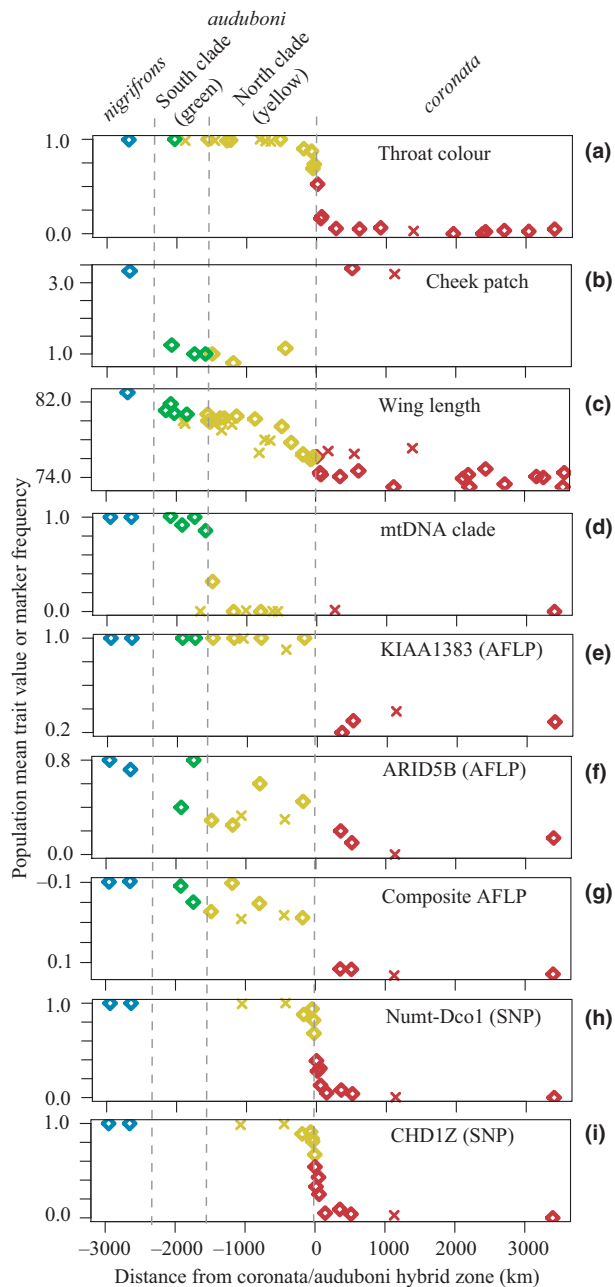 auduboni
nigrifrons
South clade
(green)
North clade
(yellow)
coronata
1.0
0.0
Throat colour
(a)
3.0
1.0
Cheek patch
(b)
82.0
74.0
Wing length
(c)
1.0
0.0
mtDNA clade
(d)
1.0
0.2
KIAA1383 (AFLP)
(e)
0.8
0.0
ARID5B (AFLP)
(f)
−0.1
0.1
Composite AFLP
(g)
1.0
0.0
Numt-Dco1 (SNP)
(h)
1.0
0.0
CHD1Z (SNP)
(i)
Population mean trait value or marker frequency
−3000 −2000 −1000 0 1000 2000 3000
Distance from coronata/auduboni hybrid zone (km)